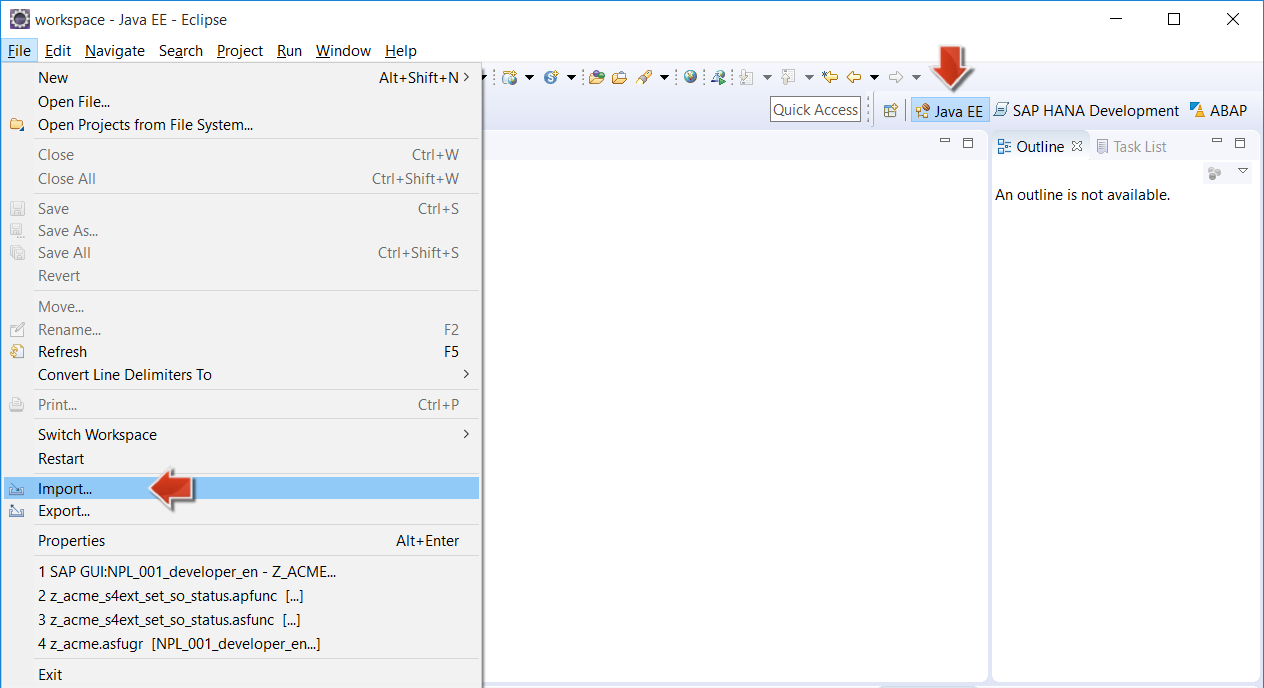 workspace - Java EE - Eclipse
File Edit Navigate Search Project Run Window Help
New Alt+Shift+N
Open File...
Open Projects from File System...
Close Ctrl+W
Close All Ctrl+Shift+W
Save Ctrl+S
Save As...
Save All Ctrl+Shift+S
Revert
Move...
Rename... F2
Refresh F5
Convert Line Delimiters To
Print... Ctrl+P
Switch Workspace
Restart
Import...
Export...
Properties Alt+Enter
1 SAP GUI:NPL_001_developer_en - Z_ACME...
2 z_acme_s4ext_set_so_status.apfunc [...]
3 z_acme_s4ext_set_so_status.asfunc [...]
4 z_acme.asfugr [NPL_001_developer_en...]
Exit
Quick Access Java EE SAP HANA Development ABAP
Outline Task List
An outline is not available.